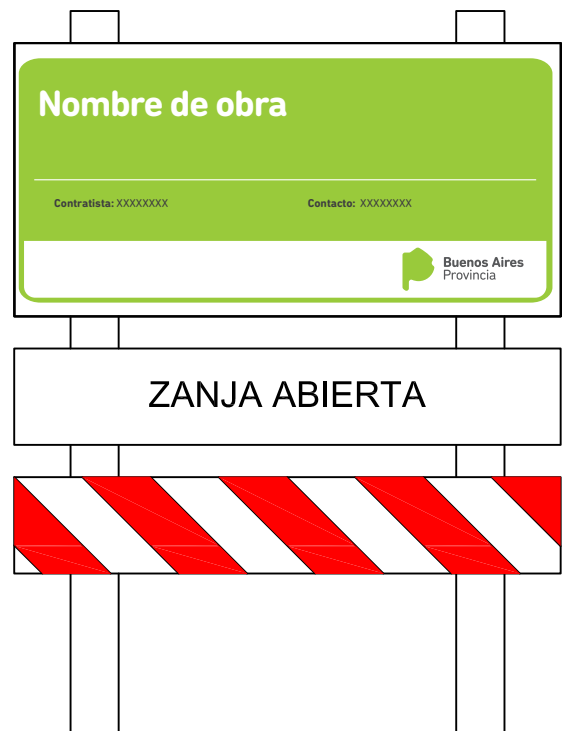 Nombre de obra
Contratista: XXXXXXXX Contacto: XXXXXXXX
Buenos Aires
Provincia
ZANJA ABIERTA